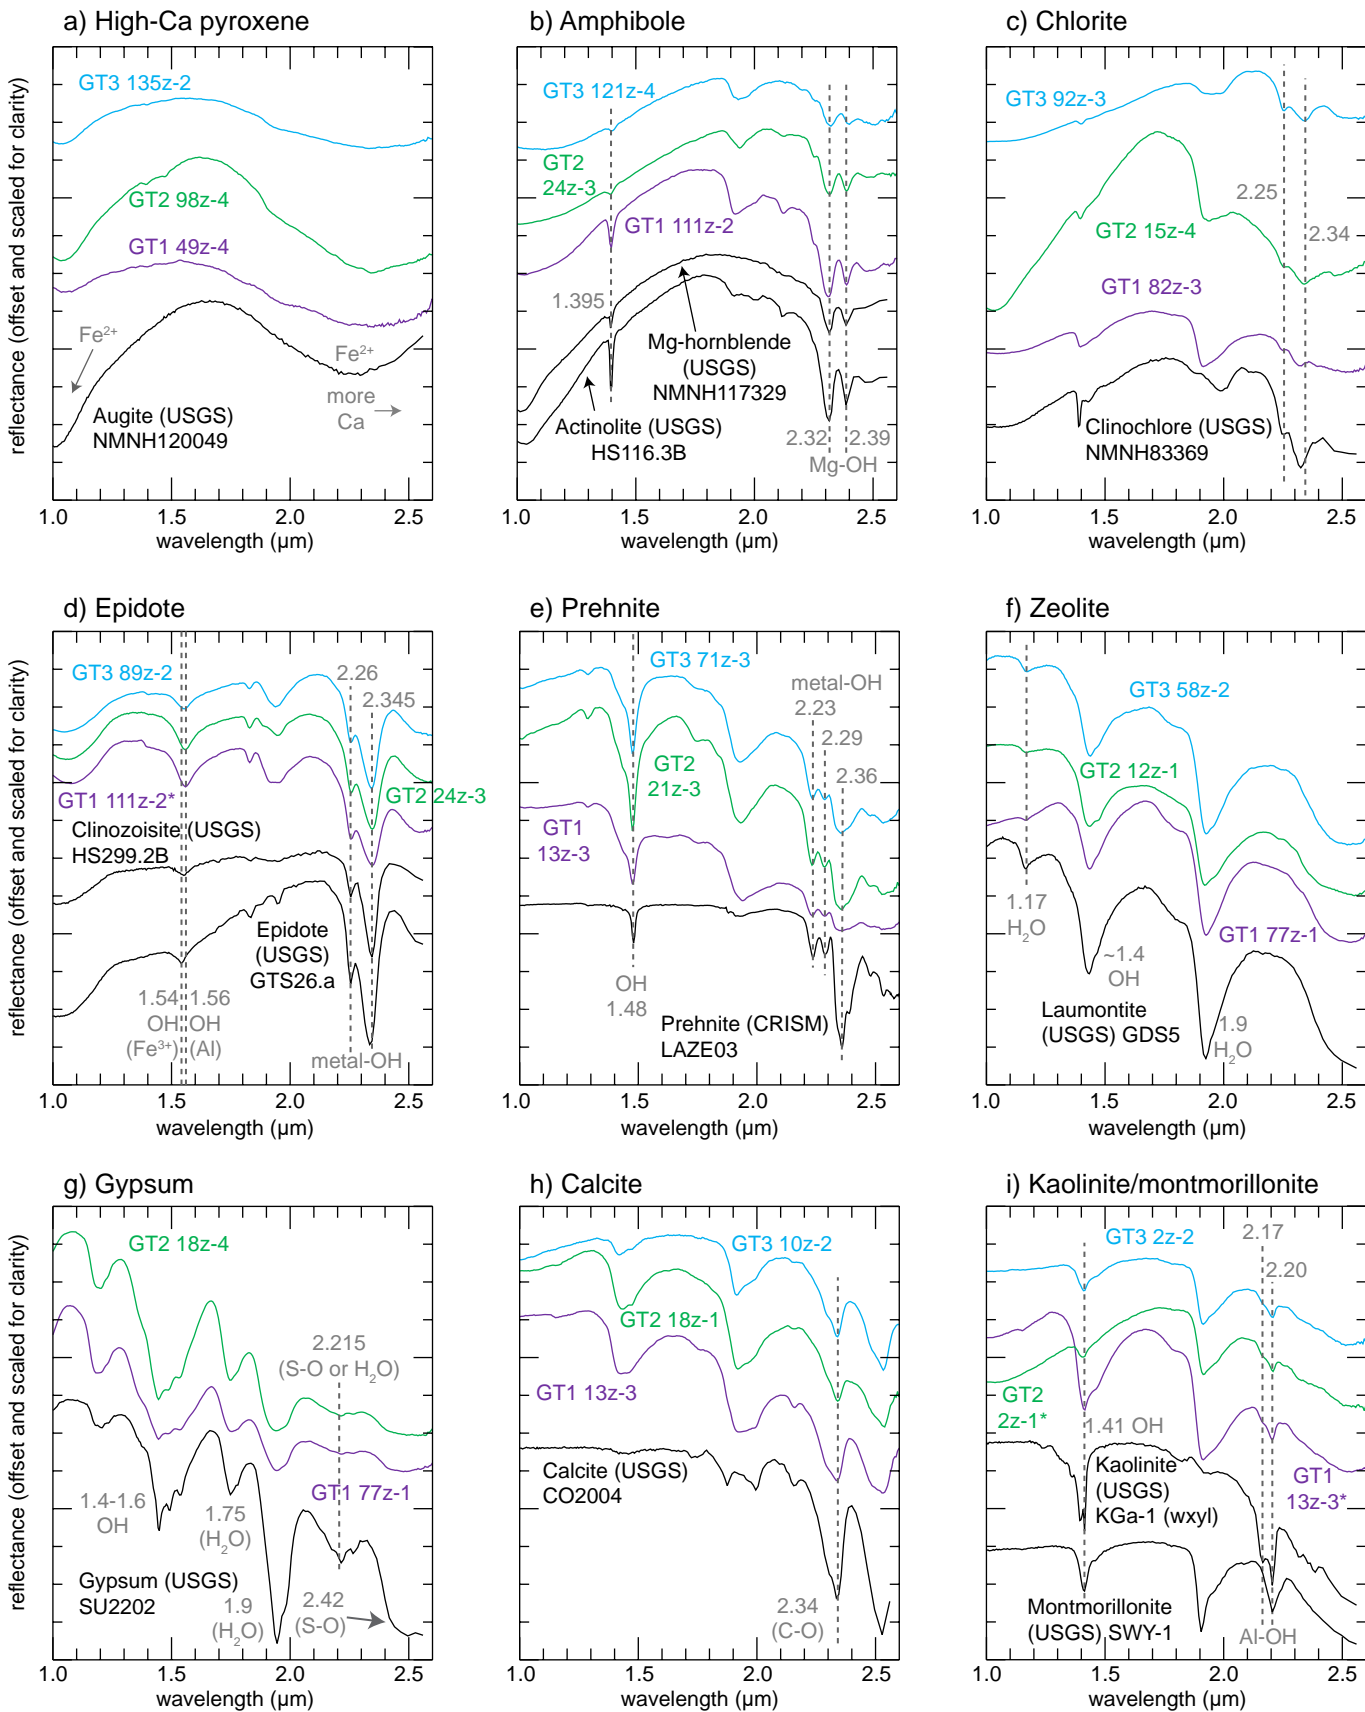 a) High-Ca pyroxene
reflectance (offset and scaled for clarity)
GT3 135z-2
GT2 98z-4
GT1 49z-4
Fe2+
Fe2+
more
Ca
Augite (USGS)
NMNH120049
1.0 1.5 2.0 2.5
wavelength (µm)
b) Amphibole
GT3 121z-4
GT2
24z-3
GT1 111z-2
1.395
Mg-hornblende
(USGS)
NMNH117329
Actinolite (USGS)
HS116.3B
2.32 2.39
Mg-OH
1.0 1.5 2.0 2.5
wavelength (µm)
c) Chlorite
GT3 92z-3
2.25
GT2 15z-4
2.34
GT1 82z-3
Clinochlore (USGS)
NMNH83369
1.0 1.5 2.0 2.5
wavelength (µm)
d) Epidote
reflectance (offset and scaled for clarity)
GT3 89z-2
2.26
2.345
GT1 111z-2*
GT2 24z-3
Clinozoisite (USGS)
HS299.2B
Epidote
(USGS)
GTS26.a
1.54 1.56
OH OH
(Fe3+) (Al)
metal-OH
1.0 1.5 2.0 2.5
wavelength (µm)
e) Prehnite
GT3 71z-3
metal-OH
2.23
2.29
GT2
21z-3
2.36
GT1
13z-3
OH
1.48
Prehnite (CRISM)
LAZE03
1.0 1.5 2.0 2.5
wavelength (µm)
f) Zeolite
GT3 58z-2
GT2 12z-1
1.17
H2O
GT1 77z-1
~1.4
OH
Laumontite
(USGS) GDS5
1.9
H2O
1.0 1.5 2.0 2.5
wavelength (µm)
g) Gypsum
reflectance (offset and scaled for clarity)
GT2 18z-4
2.215
(S-O or H2O)
GT1 77z-1
1.4-1.6
OH
1.75
(H2O)
Gypsum (USGS)
SU2202
1.9
(H2O)
2.42
(S-O)
1.0 1.5 2.0 2.5
wavelength (µm)
h) Calcite
GT3 10z-2
GT2 18z-1
GT1 13z-3
Calcite (USGS)
CO2004
2.34
(C-O)
1.0 1.5 2.0 2.5
wavelength (µm)
i) Kaolinite/montmorillonite
GT3 2z-2
2.17
2.20
GT2
2z-1*
1.41 OH
Kaolinite
(USGS)
KGa-1 (wxyl)
GT1
13z-3*
Montmorillonite
(USGS) SWY-1
Al-OH
1.0 1.5 2.0 2.5
wavelength (µm)